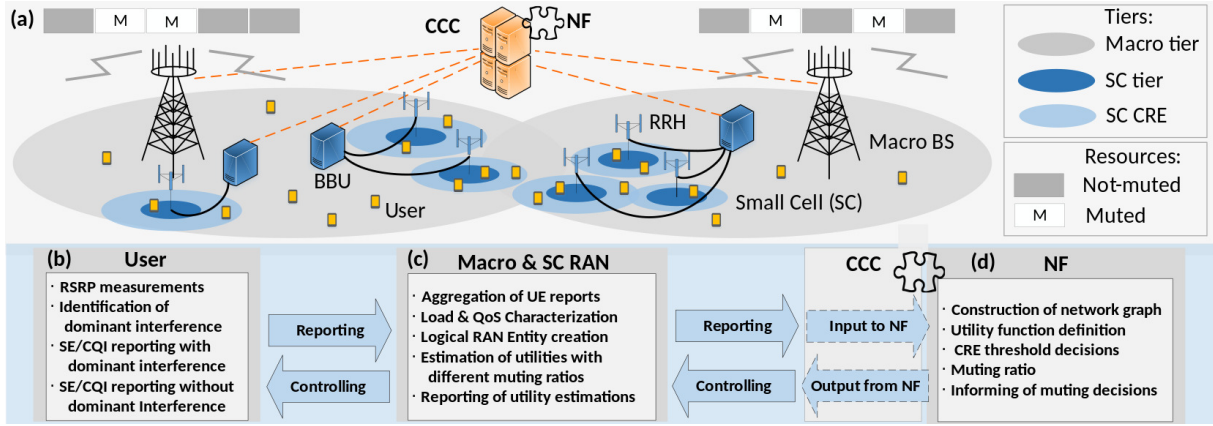 (a)
M M
CCC
NF
M M
Tiers:
Macro tier
SC tier
SC CRE
Resources:
Not-muted
M Muted
RRH
Macro BS
BBU
User
Small Cell (SC)
(b) User
· RSRP measurements
· Identification of
dominant interference
· SE/CQI reporting with
dominant interference
· SE/CQI reporting without
dominant Interference
Reporting
Controlling
(c) Macro & SC RAN
· Aggregation of UE reports
· Load & QoS Characterization
· Logical RAN Entity creation
· Estimation of utilities with
different muting ratios
· Reporting of utility estimations
Reporting
Controlling
CCC
Input to NF
Output from NF
(d) NF
· Construction of network graph
· Utility function definition
· CRE threshold decisions
· Muting ratio
· Informing of muting decisions